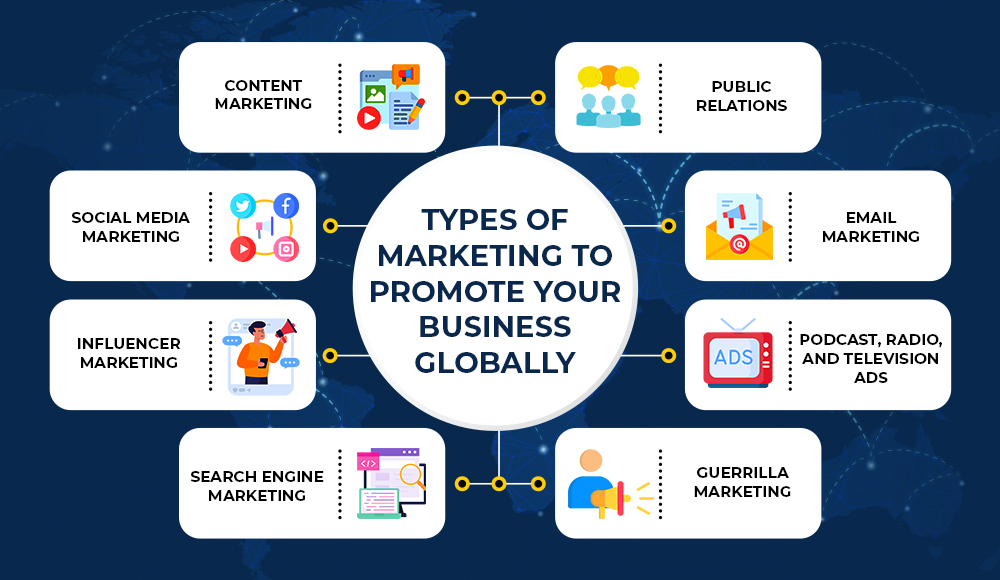 CONTENT
MARKETING
PUBLIC
RELATIONS
SOCIAL MEDIA
MARKETING
TYPES OF
MARKETING TO
PROMOTE YOUR
BUSINESS
GLOBALLY
EMAIL
MARKETING
@
INFLUENCER
MARKETING
ADS
PODCAST, RADIO,
AND TELEVISION
ADS
SEARCH ENGINE
MARKETING
</>
GUERRILLA
MARKETING